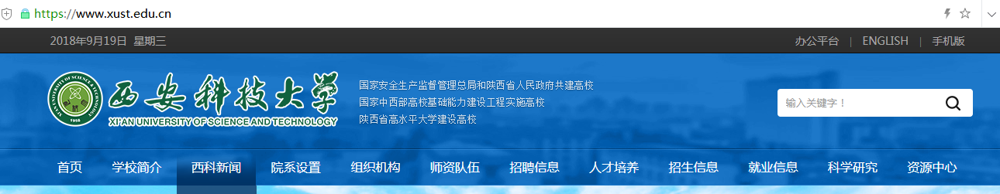 https://www.xust.edu.cn
2018年9月19日 星期三
办公平台 | ENGLISH | 手机版
XI'AN UNIVERSITY OF SCIENCE & TECHNOLOGY
1958
西安科技大学
XI'AN UNIVERSITY OF SCIENCE AND TECHNOLOGY
国家安全生产监督管理总局和陕西省人民政府共建高校
国家中西部高校基础能力建设工程实施高校
陕西省高水平大学建设高校
输入关键字！
首页 学校简介 西科新闻 院系设置 组织机构 师资队伍 招聘信息 人才培养 招生信息 就业信息 科学研究 资源中心